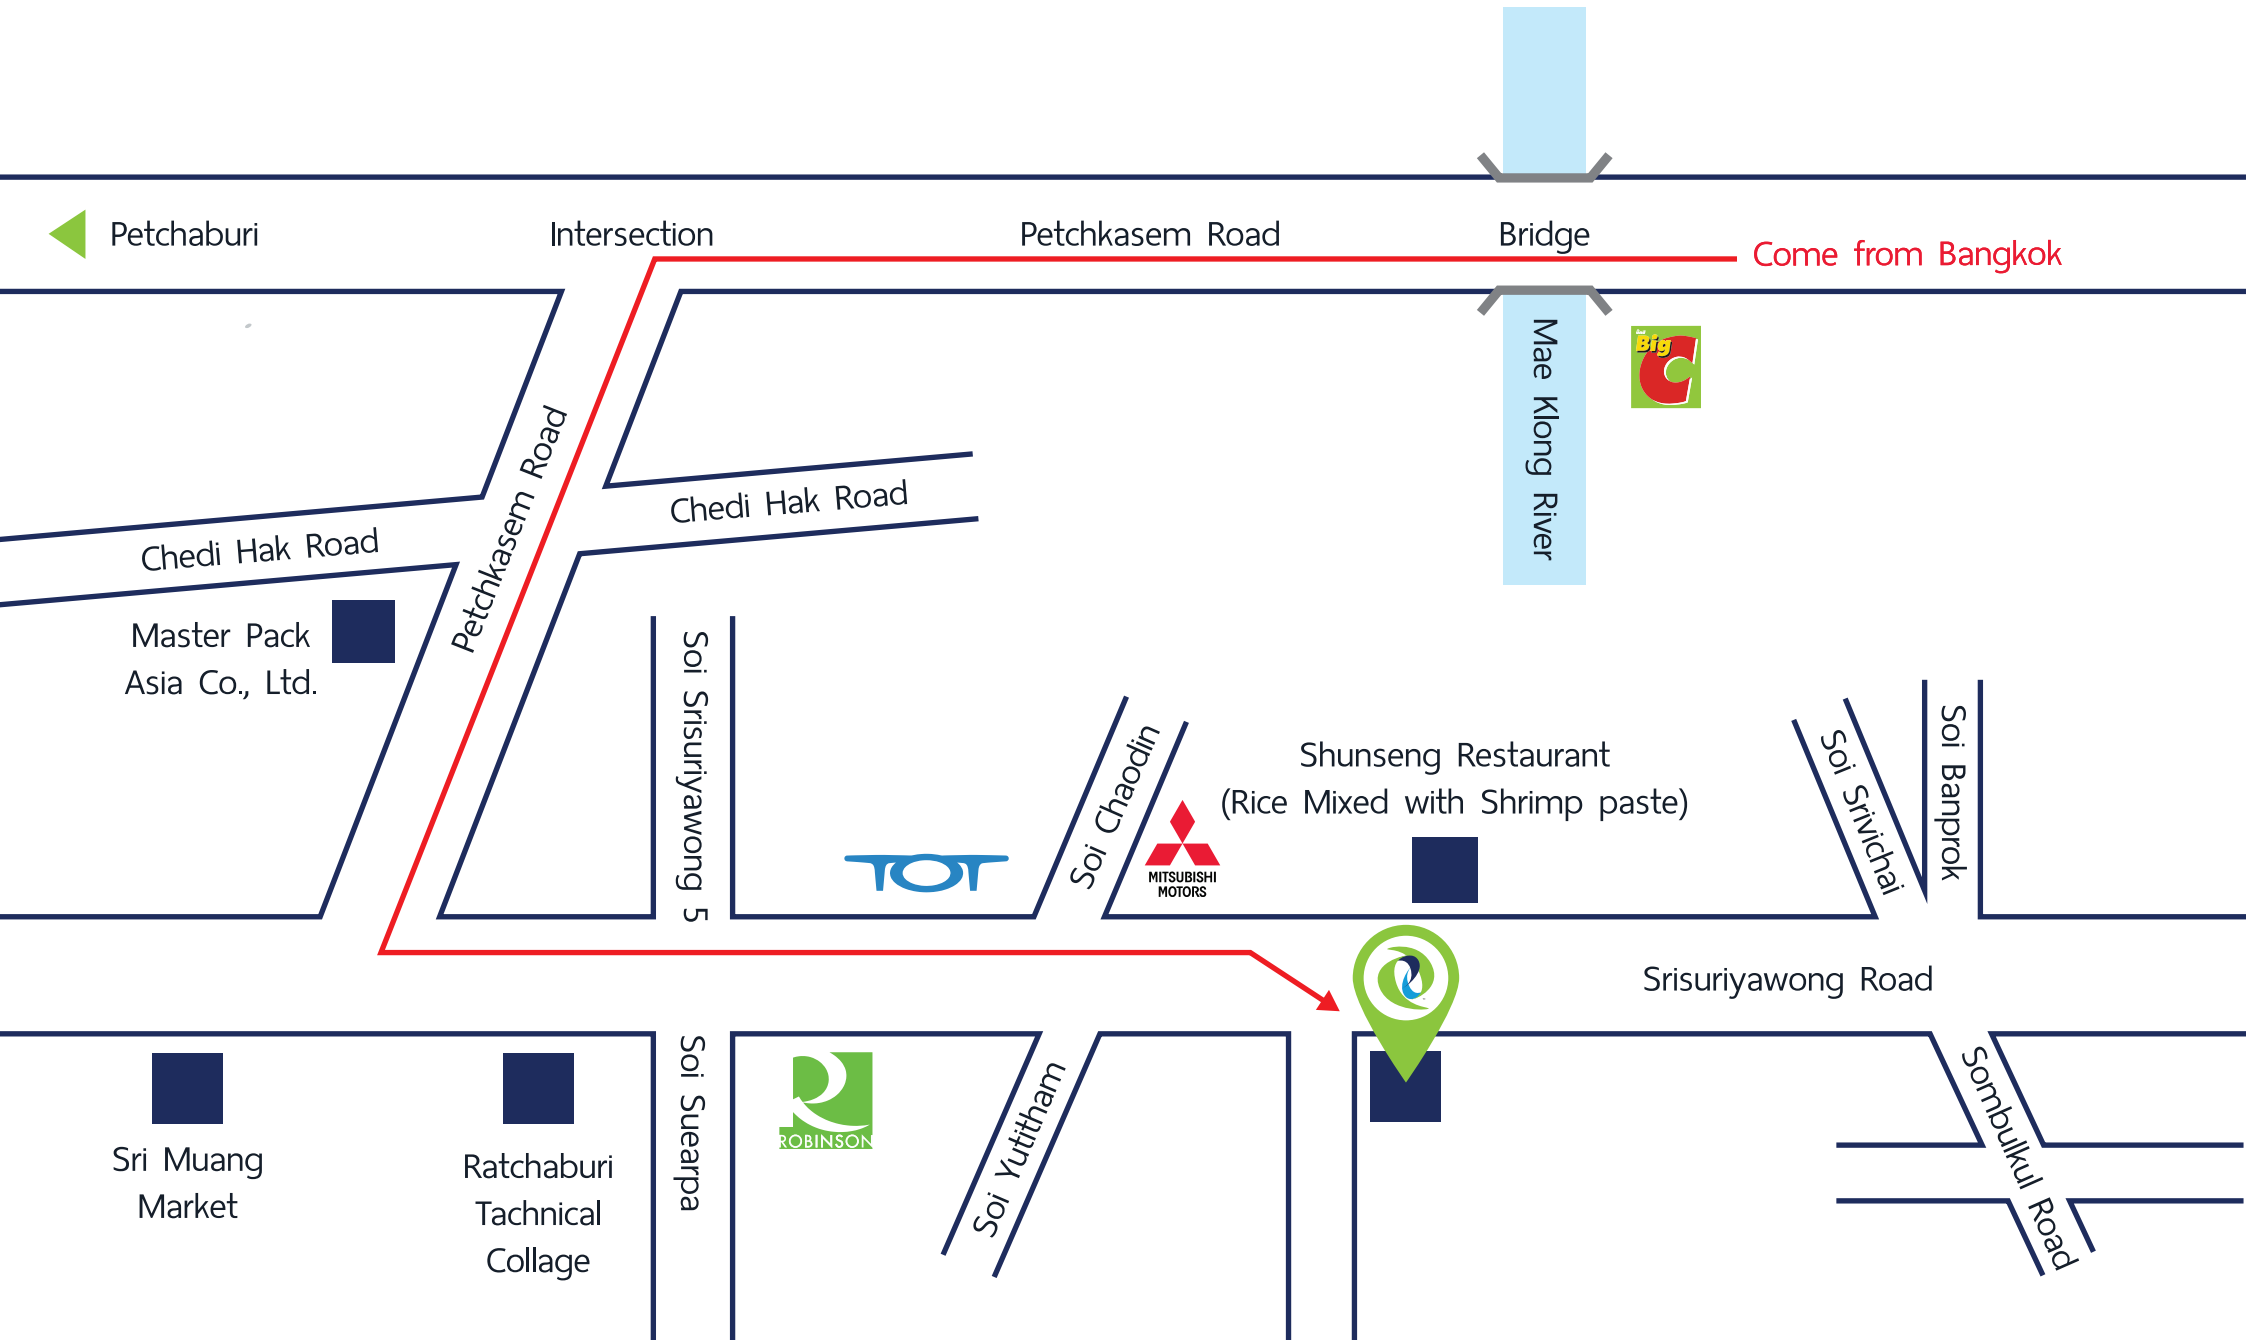 Petchaburi
Intersection
Petchkasem Road
Bridge
Come from Bangkok
Big
C
Mae Klong River
Petchkasem Road
Chedi Hak Road
Chedi Hak Road
Master Pack
Asia Co., Ltd.
Soi Srisuriyawong 5
TOT
Soi Chaodin
MITSUBISHI
MOTORS
Shunseng Restaurant
(Rice Mixed with Shrimp paste)
Soi Srivichai
Soi Banprok
Srisuriyawong Road
Sri Muang
Market
Ratchaburi
Tachnical
Collage
Soi Suearpa
R
ROBINSON
Soi Yutitham
Sombulkul Road